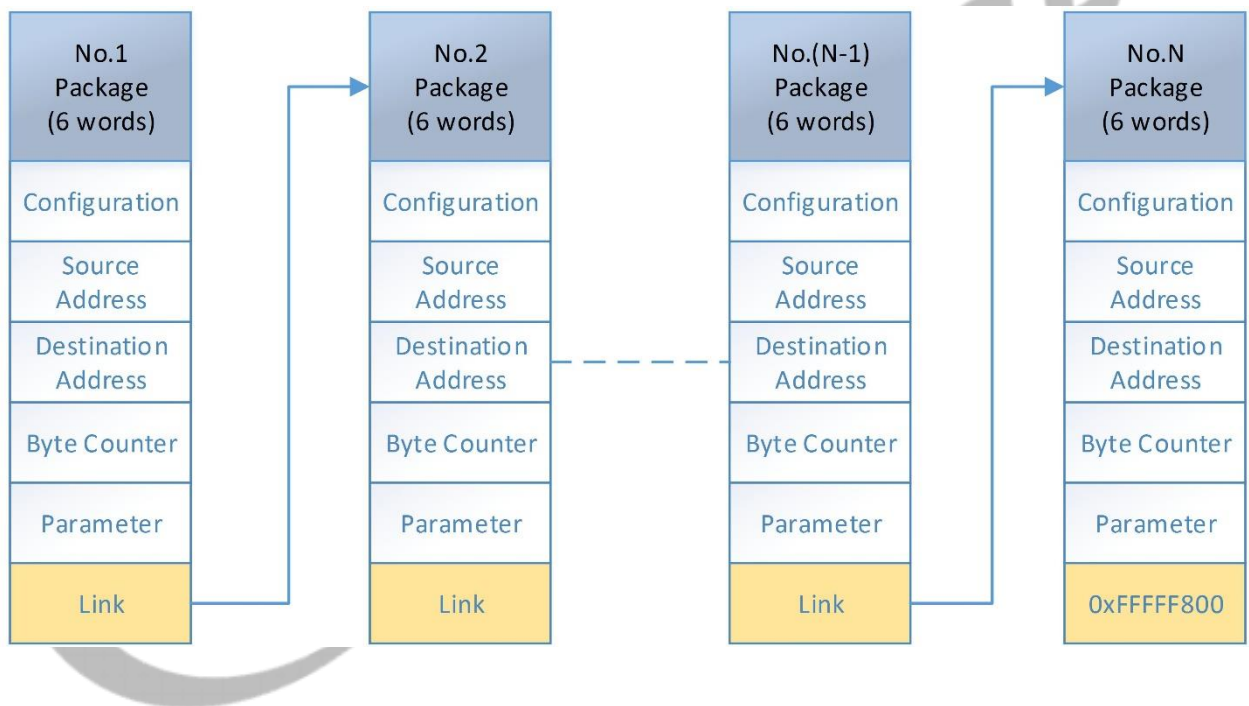 No.1
Package
(6 words)
Configuration
Source
Address
Destination
Address
Byte Counter
Parameter
Link
No.2
Package
(6 words)
Configuration
Source
Address
Destination
Address
Byte Counter
Parameter
Link
No.(N-1)
Package
(6 words)
Configuration
Source
Address
Destination
Address
Byte Counter
Parameter
Link
No.N
Package
(6 words)
Configuration
Source
Address
Destination
Address
Byte Counter
Parameter
0xFFFFF800